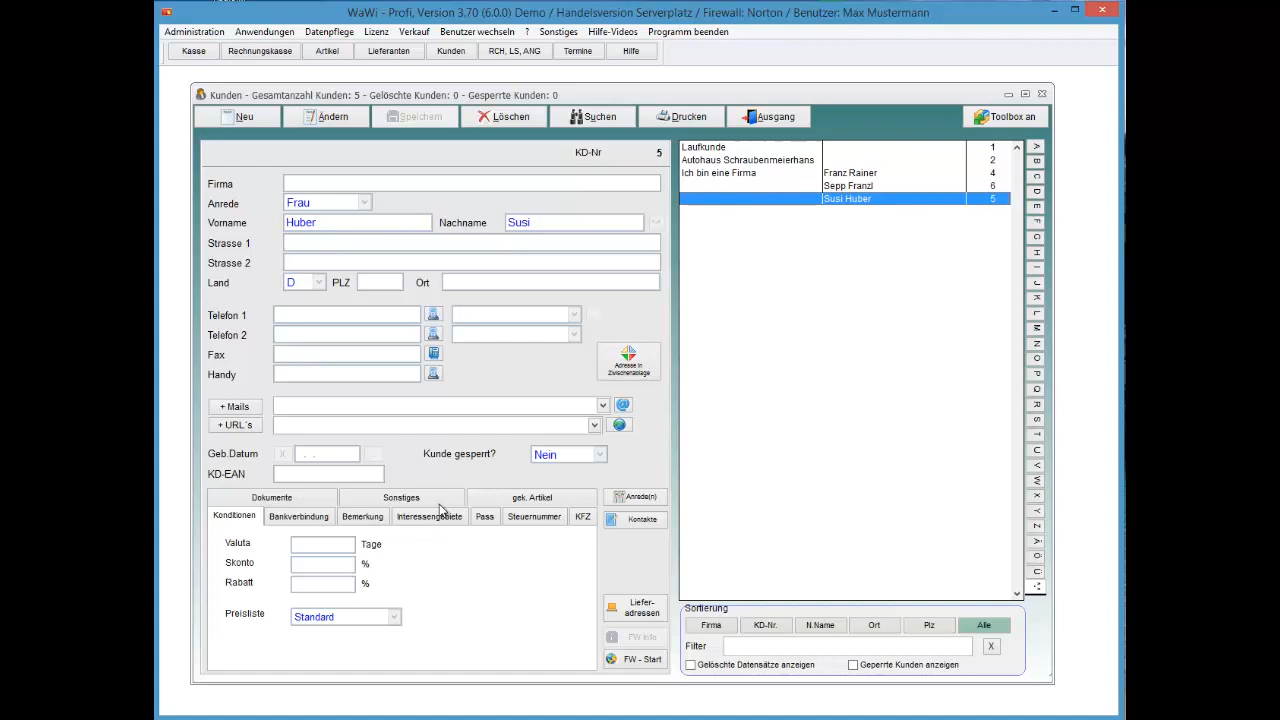 WaWi - Profi, Version 3.70 (6.0.0) Demo / Handelsversion Serverplatz / Firewall: Norton / Benutzer: Max Mustermann
Administration Anwendungen Datenpflege Lizenz Verkauf Benutzer wechseln ? Sonstiges Hilfe-Videos Programm beenden
Kasse Rechnungskasse Artikel Lieferanten Kunden RCH, LS, ANG Termine Hilfe
Kunden - Gesamtanzahl Kunden: 5 - Gelöschte Kunden: 0 - Gesperrte Kunden: 0
Neu Ändern Speichern Löschen Suchen Drucken Ausgang Toolbox an
KD-Nr 5
Firma
Anrede Frau
Vorname Huber Nachname Susi
Strasse 1
Strasse 2
Land D PLZ Ort
Telefon 1
Telefon 2
Fax
Handy
Adresse in Zwischenablage
+ Mails
+ URL´s
Geb.Datum X . . Kunde gesperrt? Nein
KD-EAN
Dokumente Sonstiges gek. Artikel Anrede(n)
Konditionen Bankverbindung Bemerkung Interessengebiete Pass Steuernummer KFZ Kontakte
Valuta Tage
Skonto %
Rabatt %
Preisliste Standard
Liefer-
adressen
FW Info
FW - Start
Laufkunde 1
Autohaus Schraubenmeierhans 2
Ich bin eine Firma Franz Rainer 4
Sepp Franzl 6
Susi Huber 5
A
B
C
D
E
F
G
H
I
J
K
L
M
N
O
P
Q
R
S
T
U
V
W
X
Y
Z
Ä
Ö
Ü
Sortierung
Firma KD-Nr. N.Name Ort Plz Alle
Filter X
Gelöschte Datensätze anzeigen Geperrte Kunden anzeigen